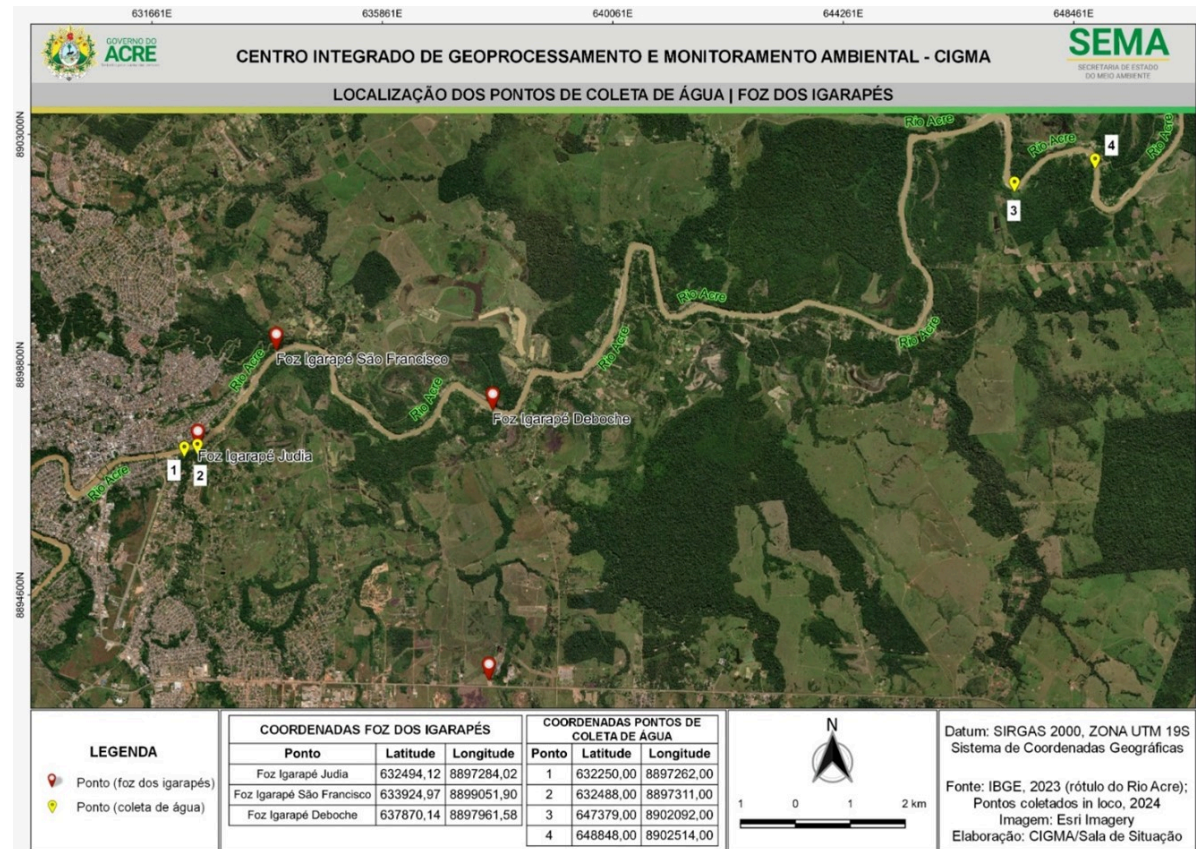 631661E 635861E 640061E 644261E 648461E
GOVERNO DO
ACRE
CENTRO INTEGRADO DE GEOPROCESSAMENTO E MONITORAMENTO AMBIENTAL - CIGMA
SEMA
SECRETARIA DE ESTADO
DO MEIO AMBIENTE
LOCALIZAÇÃO DOS PONTOS DE COLETA DE ÁGUA | FOZ DOS IGARAPÉS
8903000N
8898800N
8894600N
Rio Acre
Rio Acre
Rio Acre
4
3
Rio Acre
Rio Acre
Rio Acre
Rio Acre
Foz Igarapé São Francisco
Rio Acre
Foz Igarapé Deboche
Foz Igarapé Judia
1
2
Rio Acre
LEGENDA
Ponto (foz dos igarapés)
Ponto (coleta de água)
COORDENADAS FOZ DOS IGARAPÉS
Ponto Latitude Longitude
Foz Igarapé Judia 632494,12 8897284,02
Foz Igarapé São Francisco 633924,97 8899051,90
Foz Igarapé Deboche 637870,14 8997961,58
COORDENADAS PONTOS DE
COLETA DE ÁGUA
Ponto Latitude Longitude
1 632250,00 8897262,00
2 632488,00 8897311,00
3 647379,00 8902092,00
4 648848,00 8902514,00
N
1 0 1 2 km
Datum: SIRGAS 2000, ZONA UTM 19S
Sistema de Coordenadas Geográficas
Fonte: IBGE, 2023 (rótulo do Rio Acre);
Pontos coletados in loco, 2024
Imagem: Esri Imagery
Elaboração: CIGMA/Sala de Situação